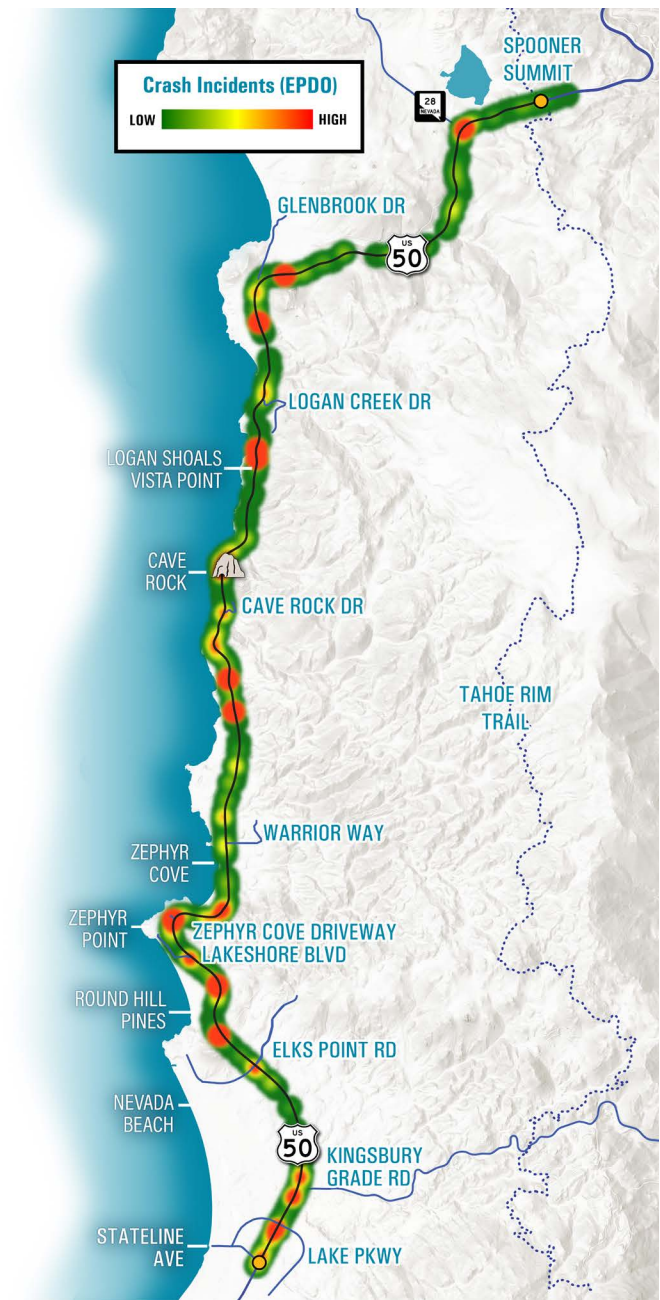 SPOONER
SUMMIT
Crash Incidents (EPDO)
LOW
HIGH
28
NEVADA
GLENBROOK DR
US
50
LOGAN CREEK DR
LOGAN SHOALS
VISTA POINT
CAVE
ROCK
CAVE ROCK DR
TAHOE RIM
TRAIL
WARRIOR WAY
ZEPHYR
COVE
ZEPHYR
POINT
ZEPHYR COVE DRIVEWAY
LAKESHORE BLVD
ROUND HILL
PINES
ELKS POINT RD
NEVADA
BEACH
US
50
KINGSBURY
GRADE RD
STATELINE
AVE
LAKE PKWY